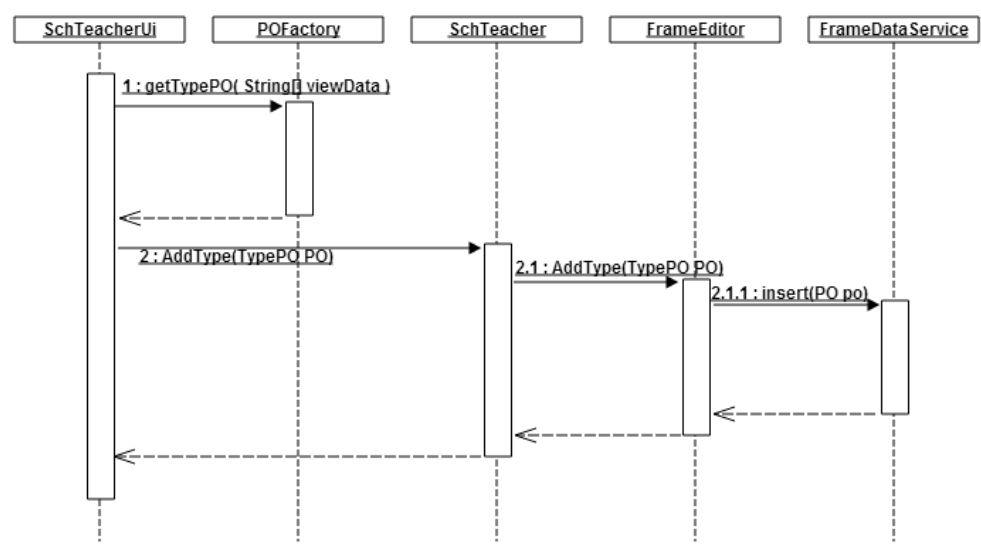 SchTeacherUi
POFactory
SchTeacher
FrameEditor
FrameDataService
1 : getTypePO( String[] viewData )
2 : AddType(TypePO PO)
2.1 : AddType(TypePO PO)
2.1.1 : insert(PO po)